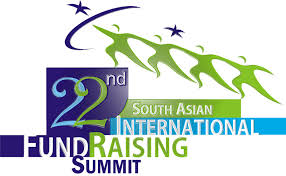 22nd
SOUTH ASIAN
INTERNATIONAL
FUNDRAISING
SUMMIT